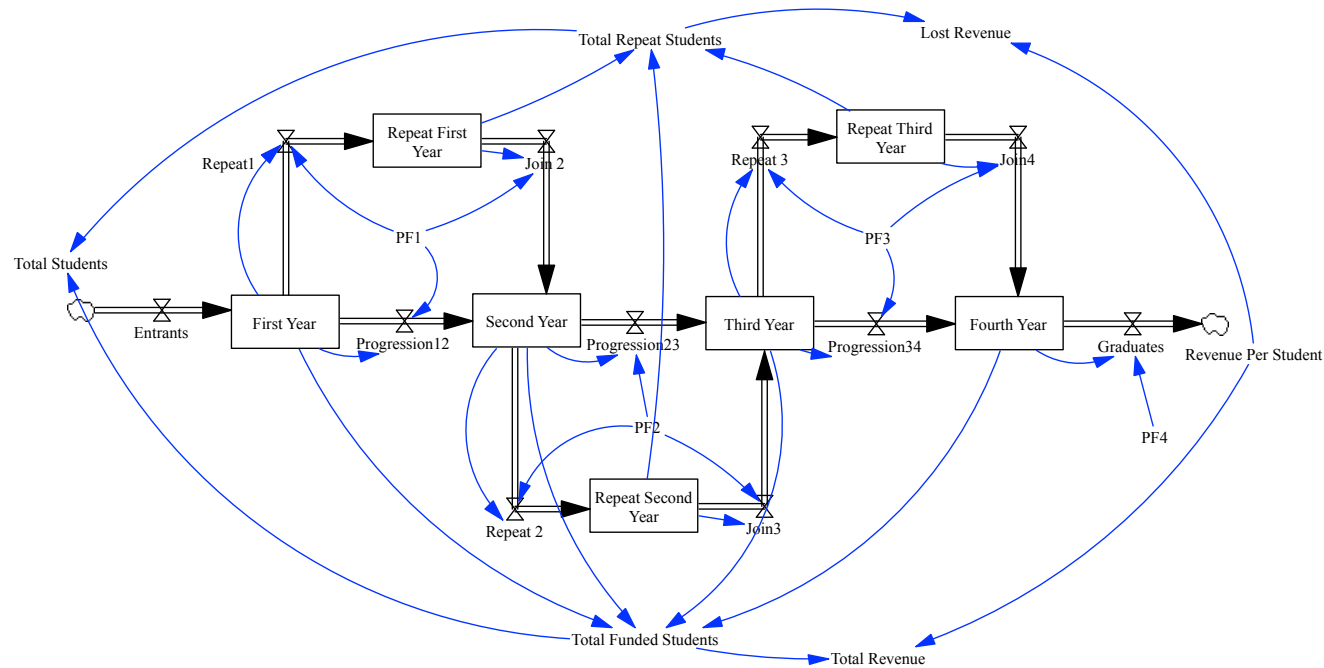 Total Repeat Students
Lost Revenue
Repeat First
Year
Repeat Third
Year
Repeat1
Join 2
Repeat 3
Join4
PF1
PF3
Total Students
First Year
Second Year
Third Year
Fourth Year
Entrants
Progression12
Progression23
Progression34
Graduates
Revenue Per Student
PF2
PF4
Repeat Second
Year
Repeat 2
Join3
Total Funded Students
Total Revenue